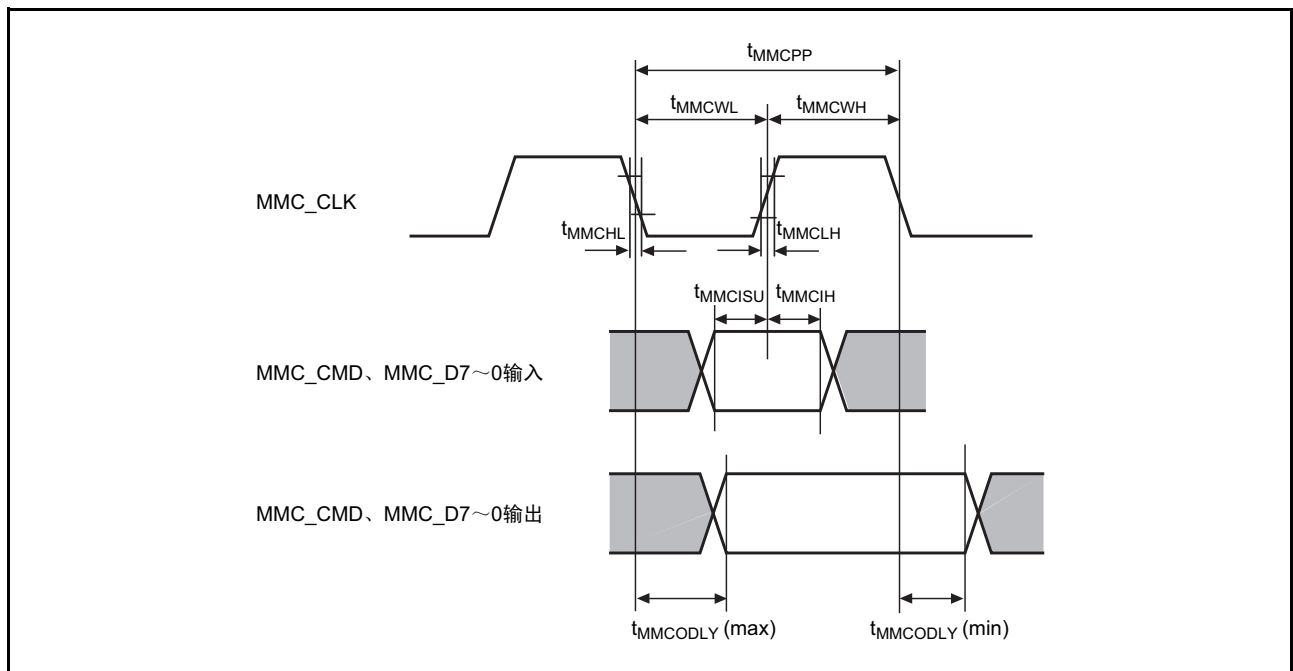 tMMCPP
tMMCWL tMMCWH
MMC_CLK
tMMCHL tMMCLH
tMMCISU tMMCIH
MMC_CMD、MMC_D7～0输入
MMC_CMD、MMC_D7～0输出
tMMCODLY (max) tMMCODLY (min)